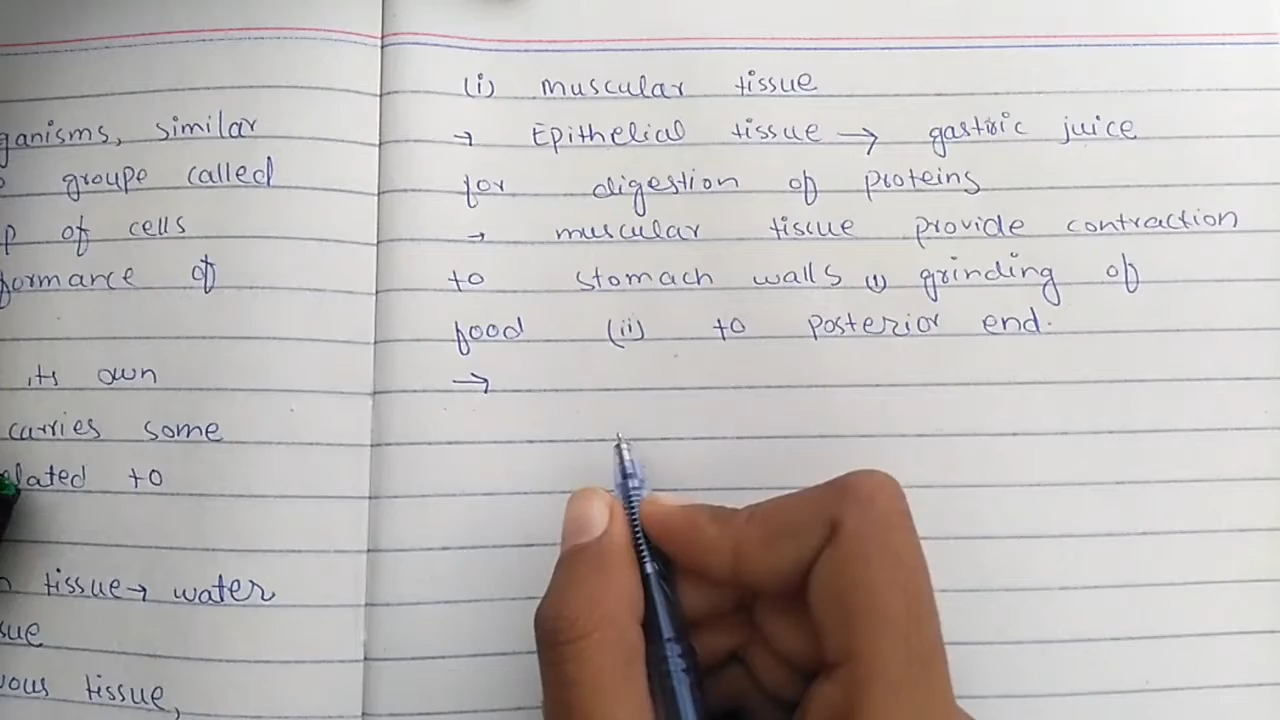 ganisms, similar
groupe called
p of cells
formance of
its own
carries some
elated to
tissue → water
sue
vous tissue,
(i) muscular tissue
→ Epithelial tissue → gastric juice
for digestion of proteins
→ muscular tiscue provide contraction
to stomach walls (i) grinding of
food (ii) to posterior end.
→